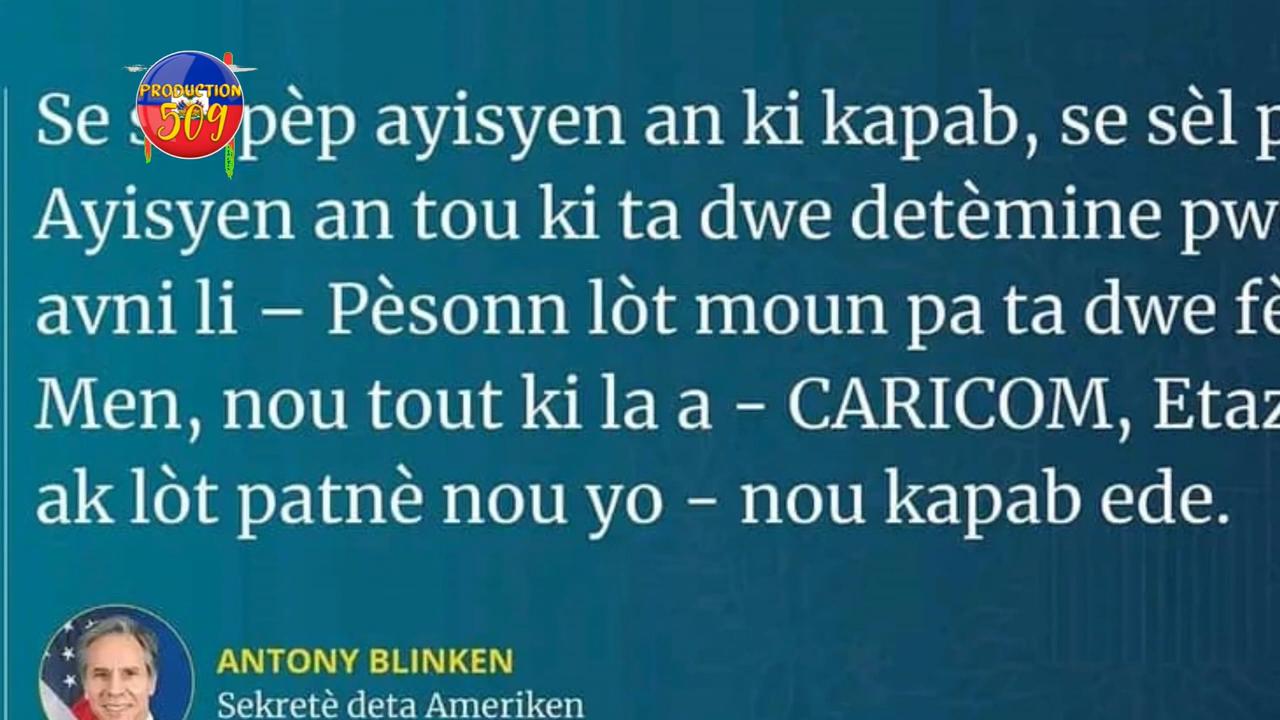 PRODUCTION
509
Se pèp ayisyen an ki kapab, se sèl
Ayisyen an tou ki ta dwe detèmine
avni li – Pèsonn lòt moun pa ta dwe
Men, nou tout ki la a - CARICOM,
ak lòt patnè nou yo - nou kapab ede.
ANTONY BLINKEN
Sekretè deta Ameriken